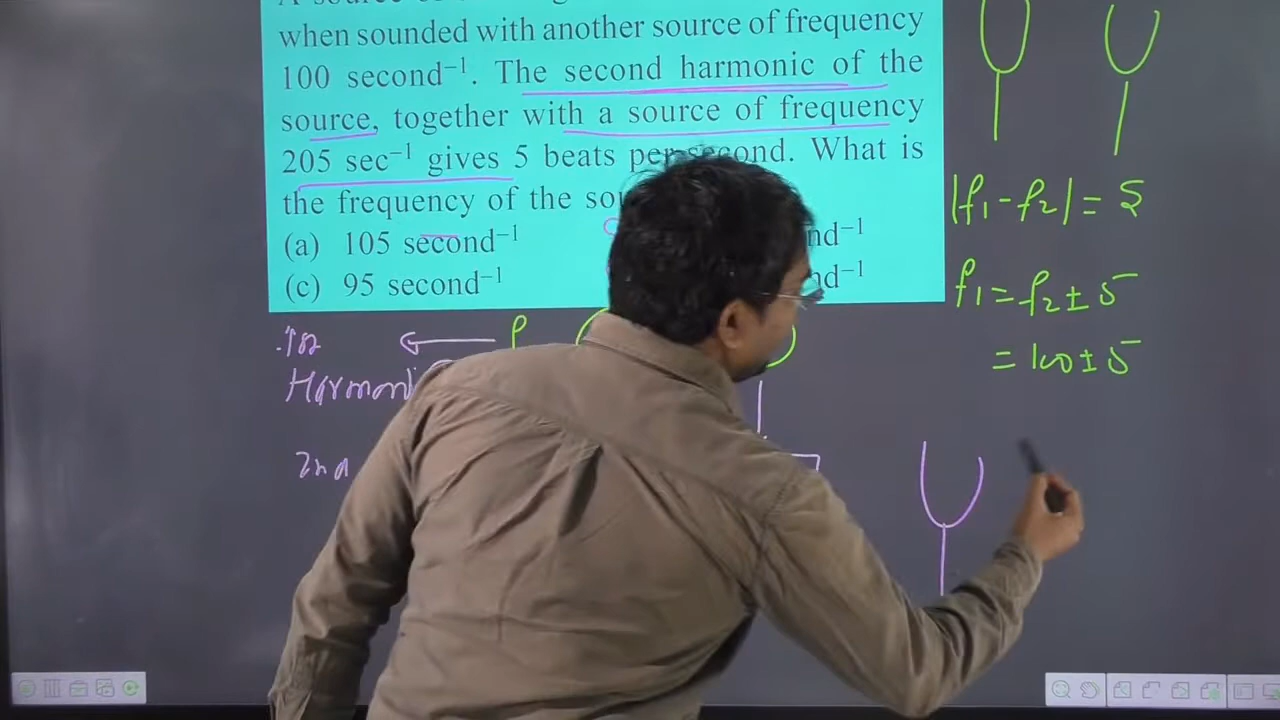 when sounded with another source of frequency
100 second⁻¹. The second harmonic of the
source, together with a source of frequency
205 sec⁻¹ gives 5 beats per second. What is
the frequency of the
(a) 105 second⁻¹
nd⁻¹
(c) 95 second⁻¹
nd⁻¹
|f₁-f₂| = 5
f₁ = f₂ ± 5
= 100 ± 5
1st
Harmoni
2nd